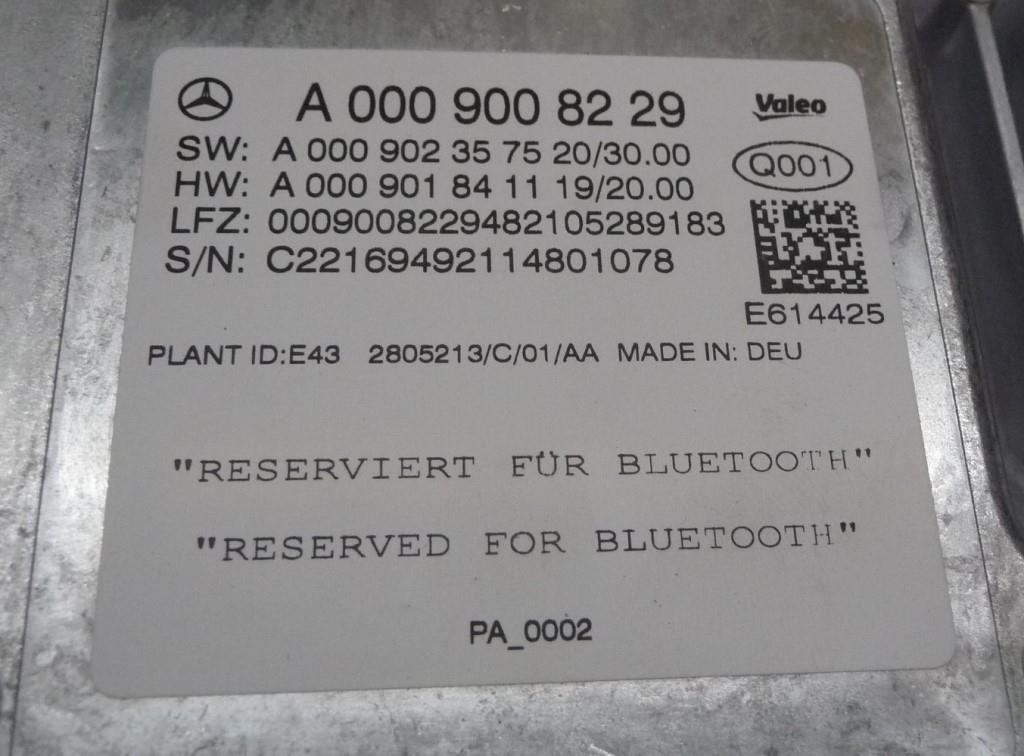 A 000 900 82 29
Valeo
SW: A 000 902 35 75 20/30.00
HW: A 000 901 84 11 19/20.00
Q001
LFZ: 0009008229482105289183
S/N: C22169492114801078
E614425
PLANT ID:E43 2805213/C/01/AA MADE IN: DEU
"RESERVIERT FÜR BLUETOOTH"
"RESERVED FOR BLUETOOTH"
PA_0002